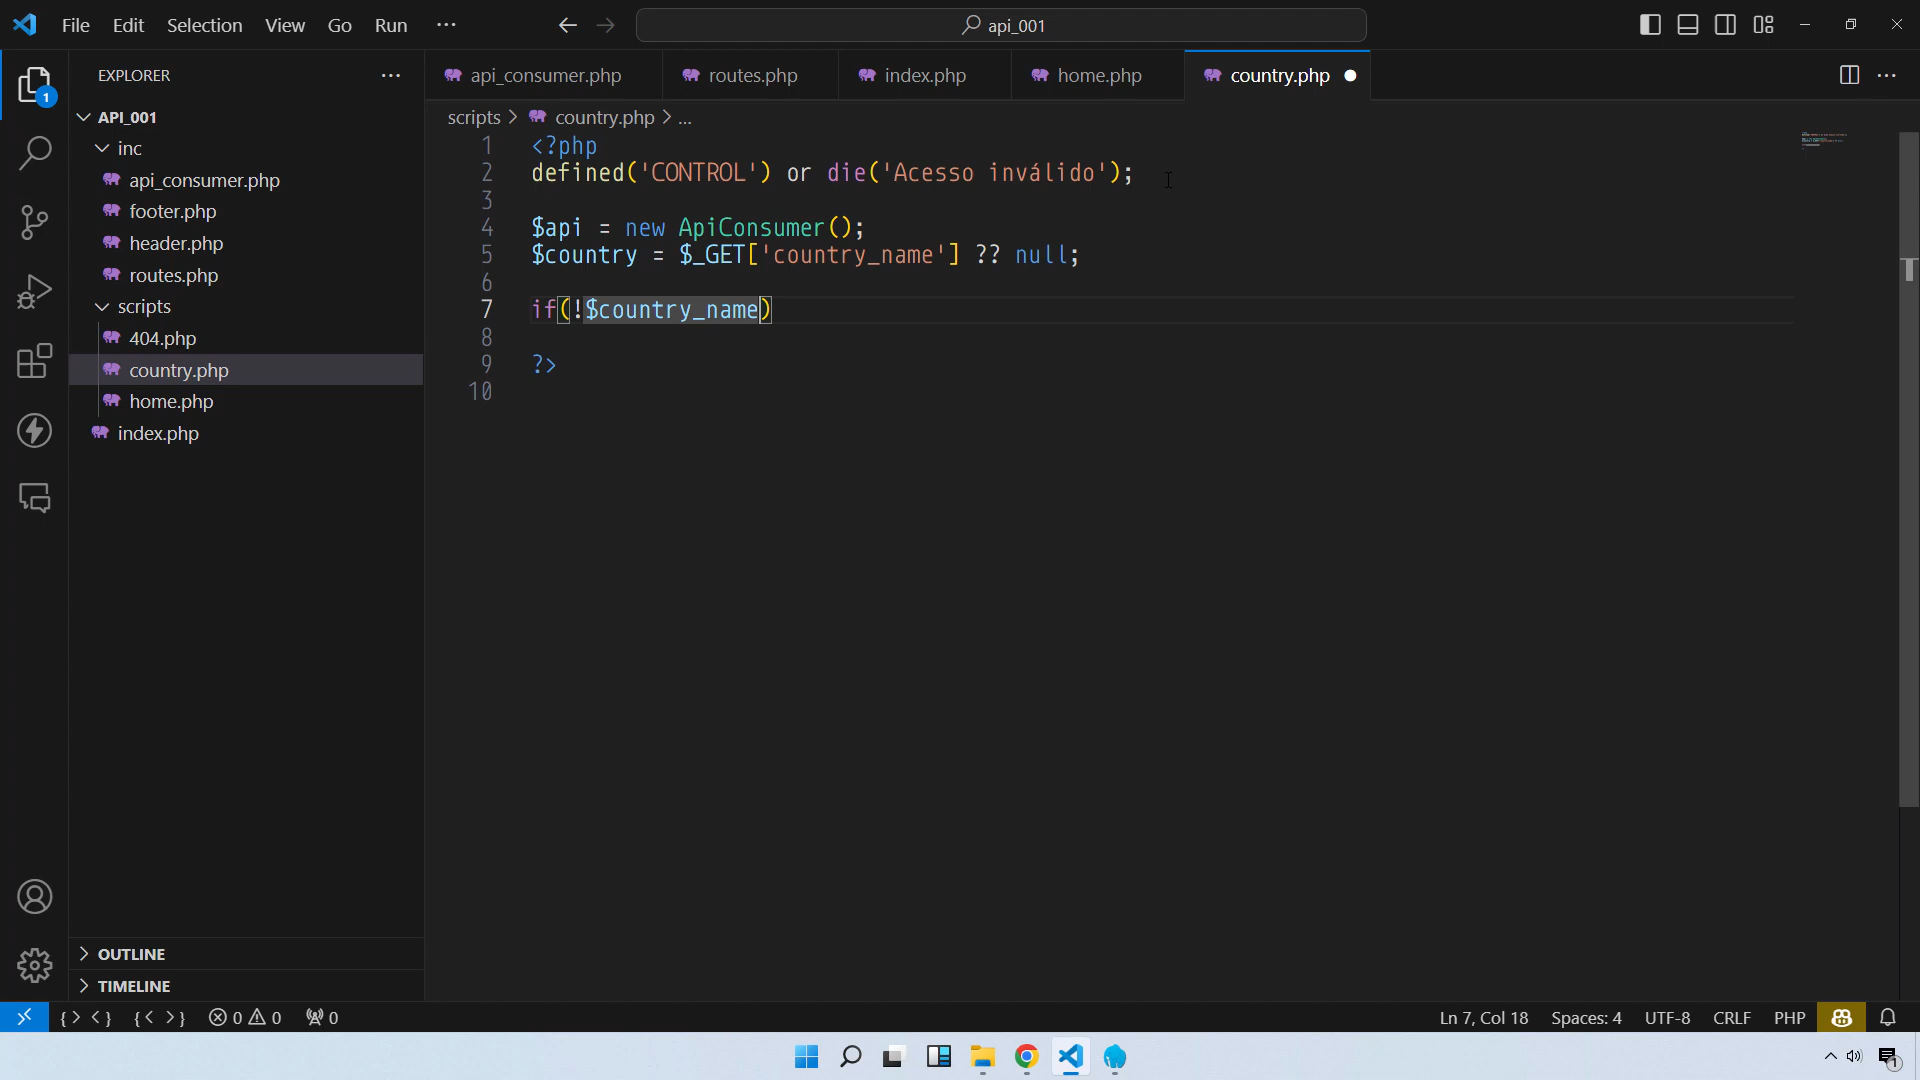 File Edit Selection View Go Run ···
api_001
EXPLORER ···
1
API_001
inc
api_consumer.php
footer.php
header.php
routes.php
scripts
404.php
country.php
home.php
index.php
OUTLINE
TIMELINE
api_consumer.php routes.php index.php home.php country.php
scripts > country.php > ...
1 <?php
2 defined('CONTROL') or die('Acesso inválido');
3
4 $api = new ApiConsumer();
5 $country = $_GET['country_name'] ?? null;
6
7 if(!$country_name)
8
9 ?>
10
0 0 0 Ln 7, Col 18 Spaces: 4 UTF-8 CRLF PHP
1